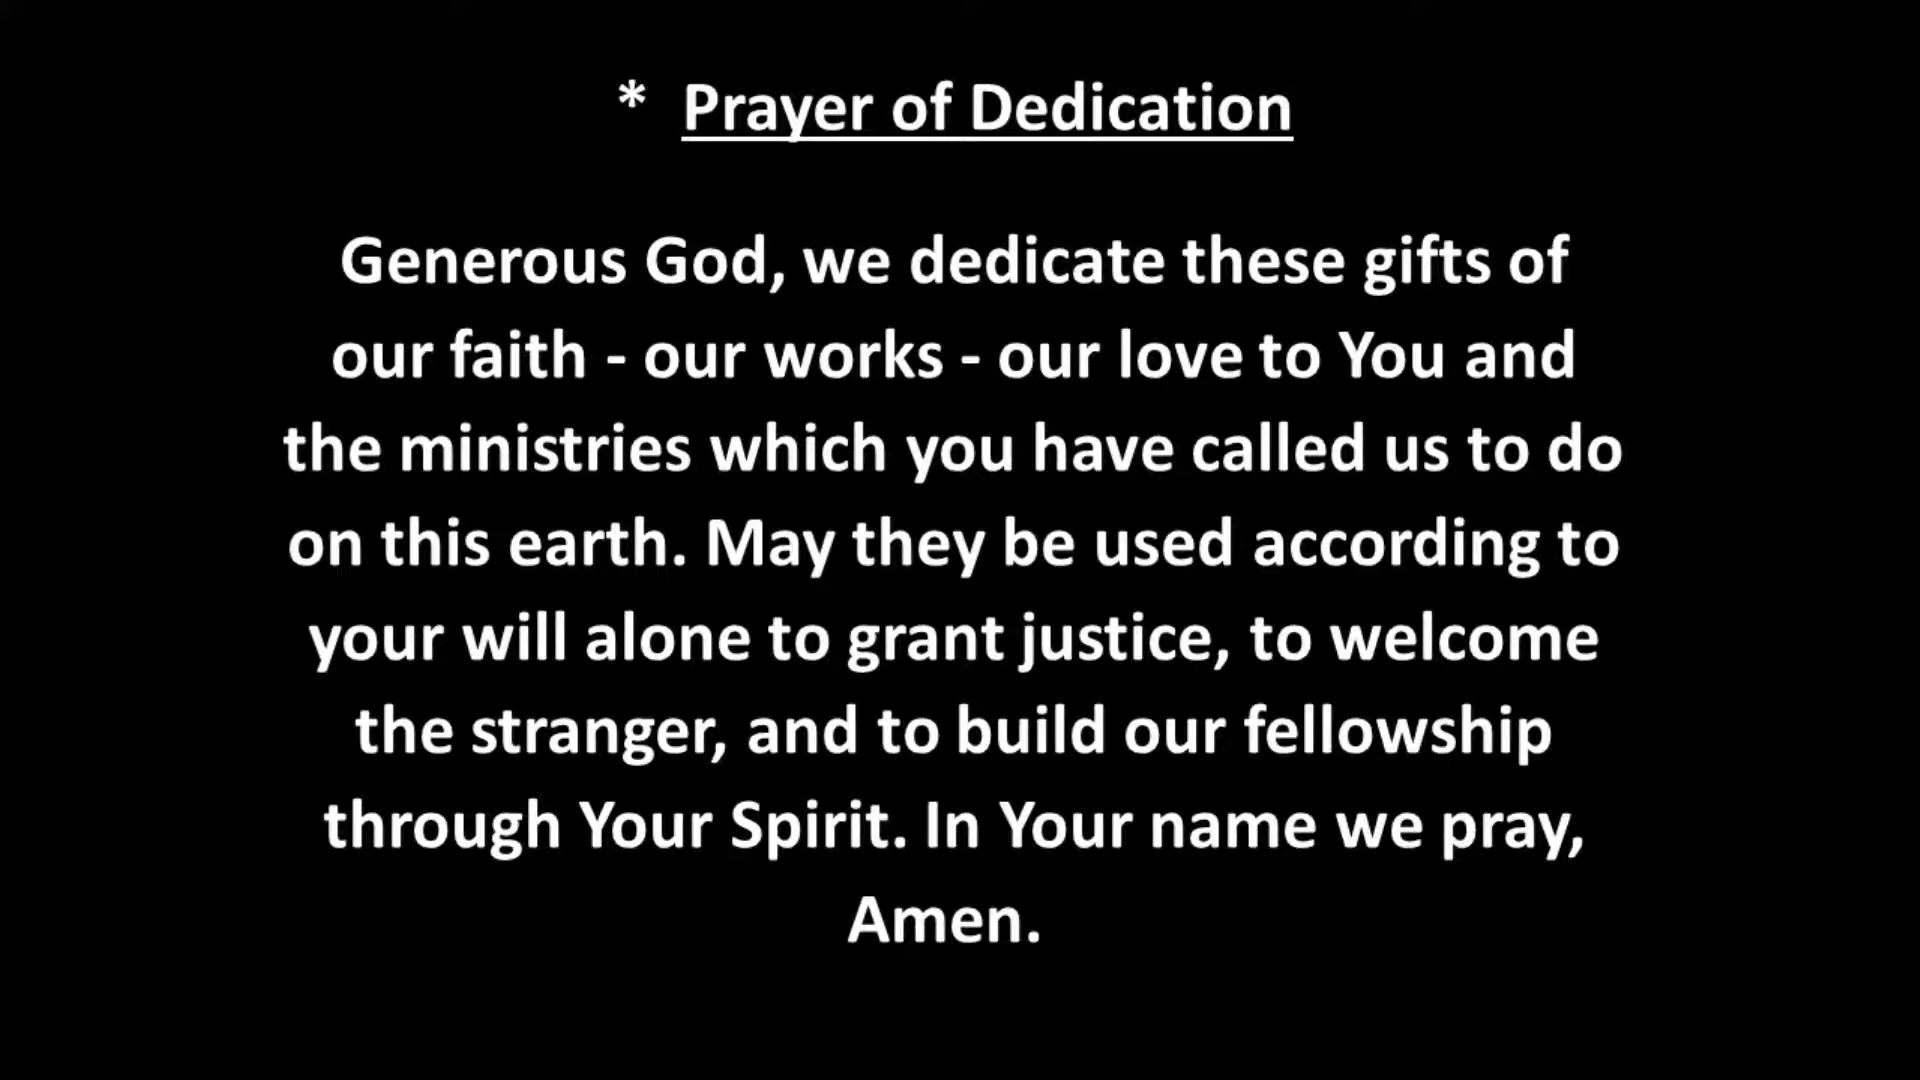 * Prayer of Dedication
Generous God, we dedicate these gifts of
our faith - our works - our love to You and
the ministries which you have called us to do
on this earth. May they be used according to
your will alone to grant justice, to welcome
the stranger, and to build our fellowship
through Your Spirit. In Your name we pray,
Amen.